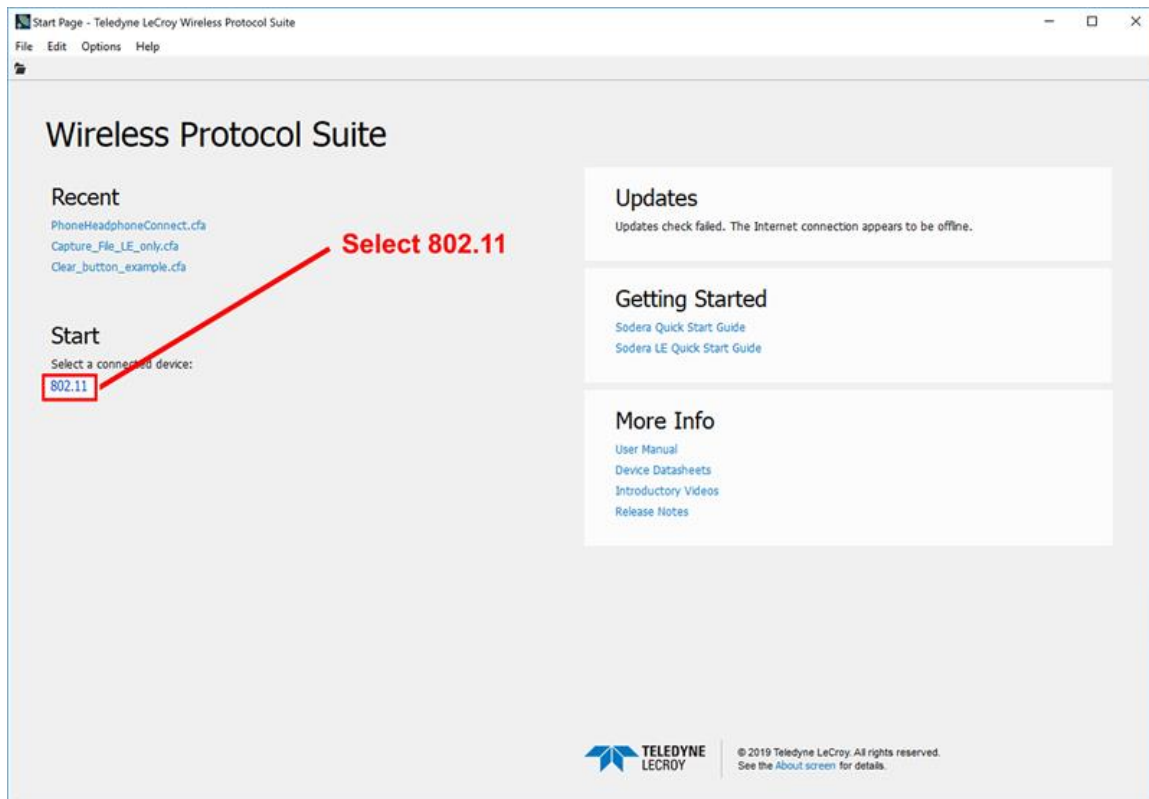 Start Page - Teledyne LeCroy Wireless Protocol Suite
File Edit Options Help
Wireless Protocol Suite
Recent
PhoneHeadphoneConnect.cfa
Capture_File_LE_only.cfa
Clear_button_example.cfa
Select 802.11
Start
Select a connected device:
802.11
Updates
Updates check failed. The Internet connection appears to be offline.
Getting Started
Sodera Quick Start Guide
Sodera LE Quick Start Guide
More Info
User Manual
Device Datasheets
Introductory Videos
Release Notes
TELEDYNE
LECROY
© 2019 Teledyne LeCroy. All rights reserved.
See the About screen for details.